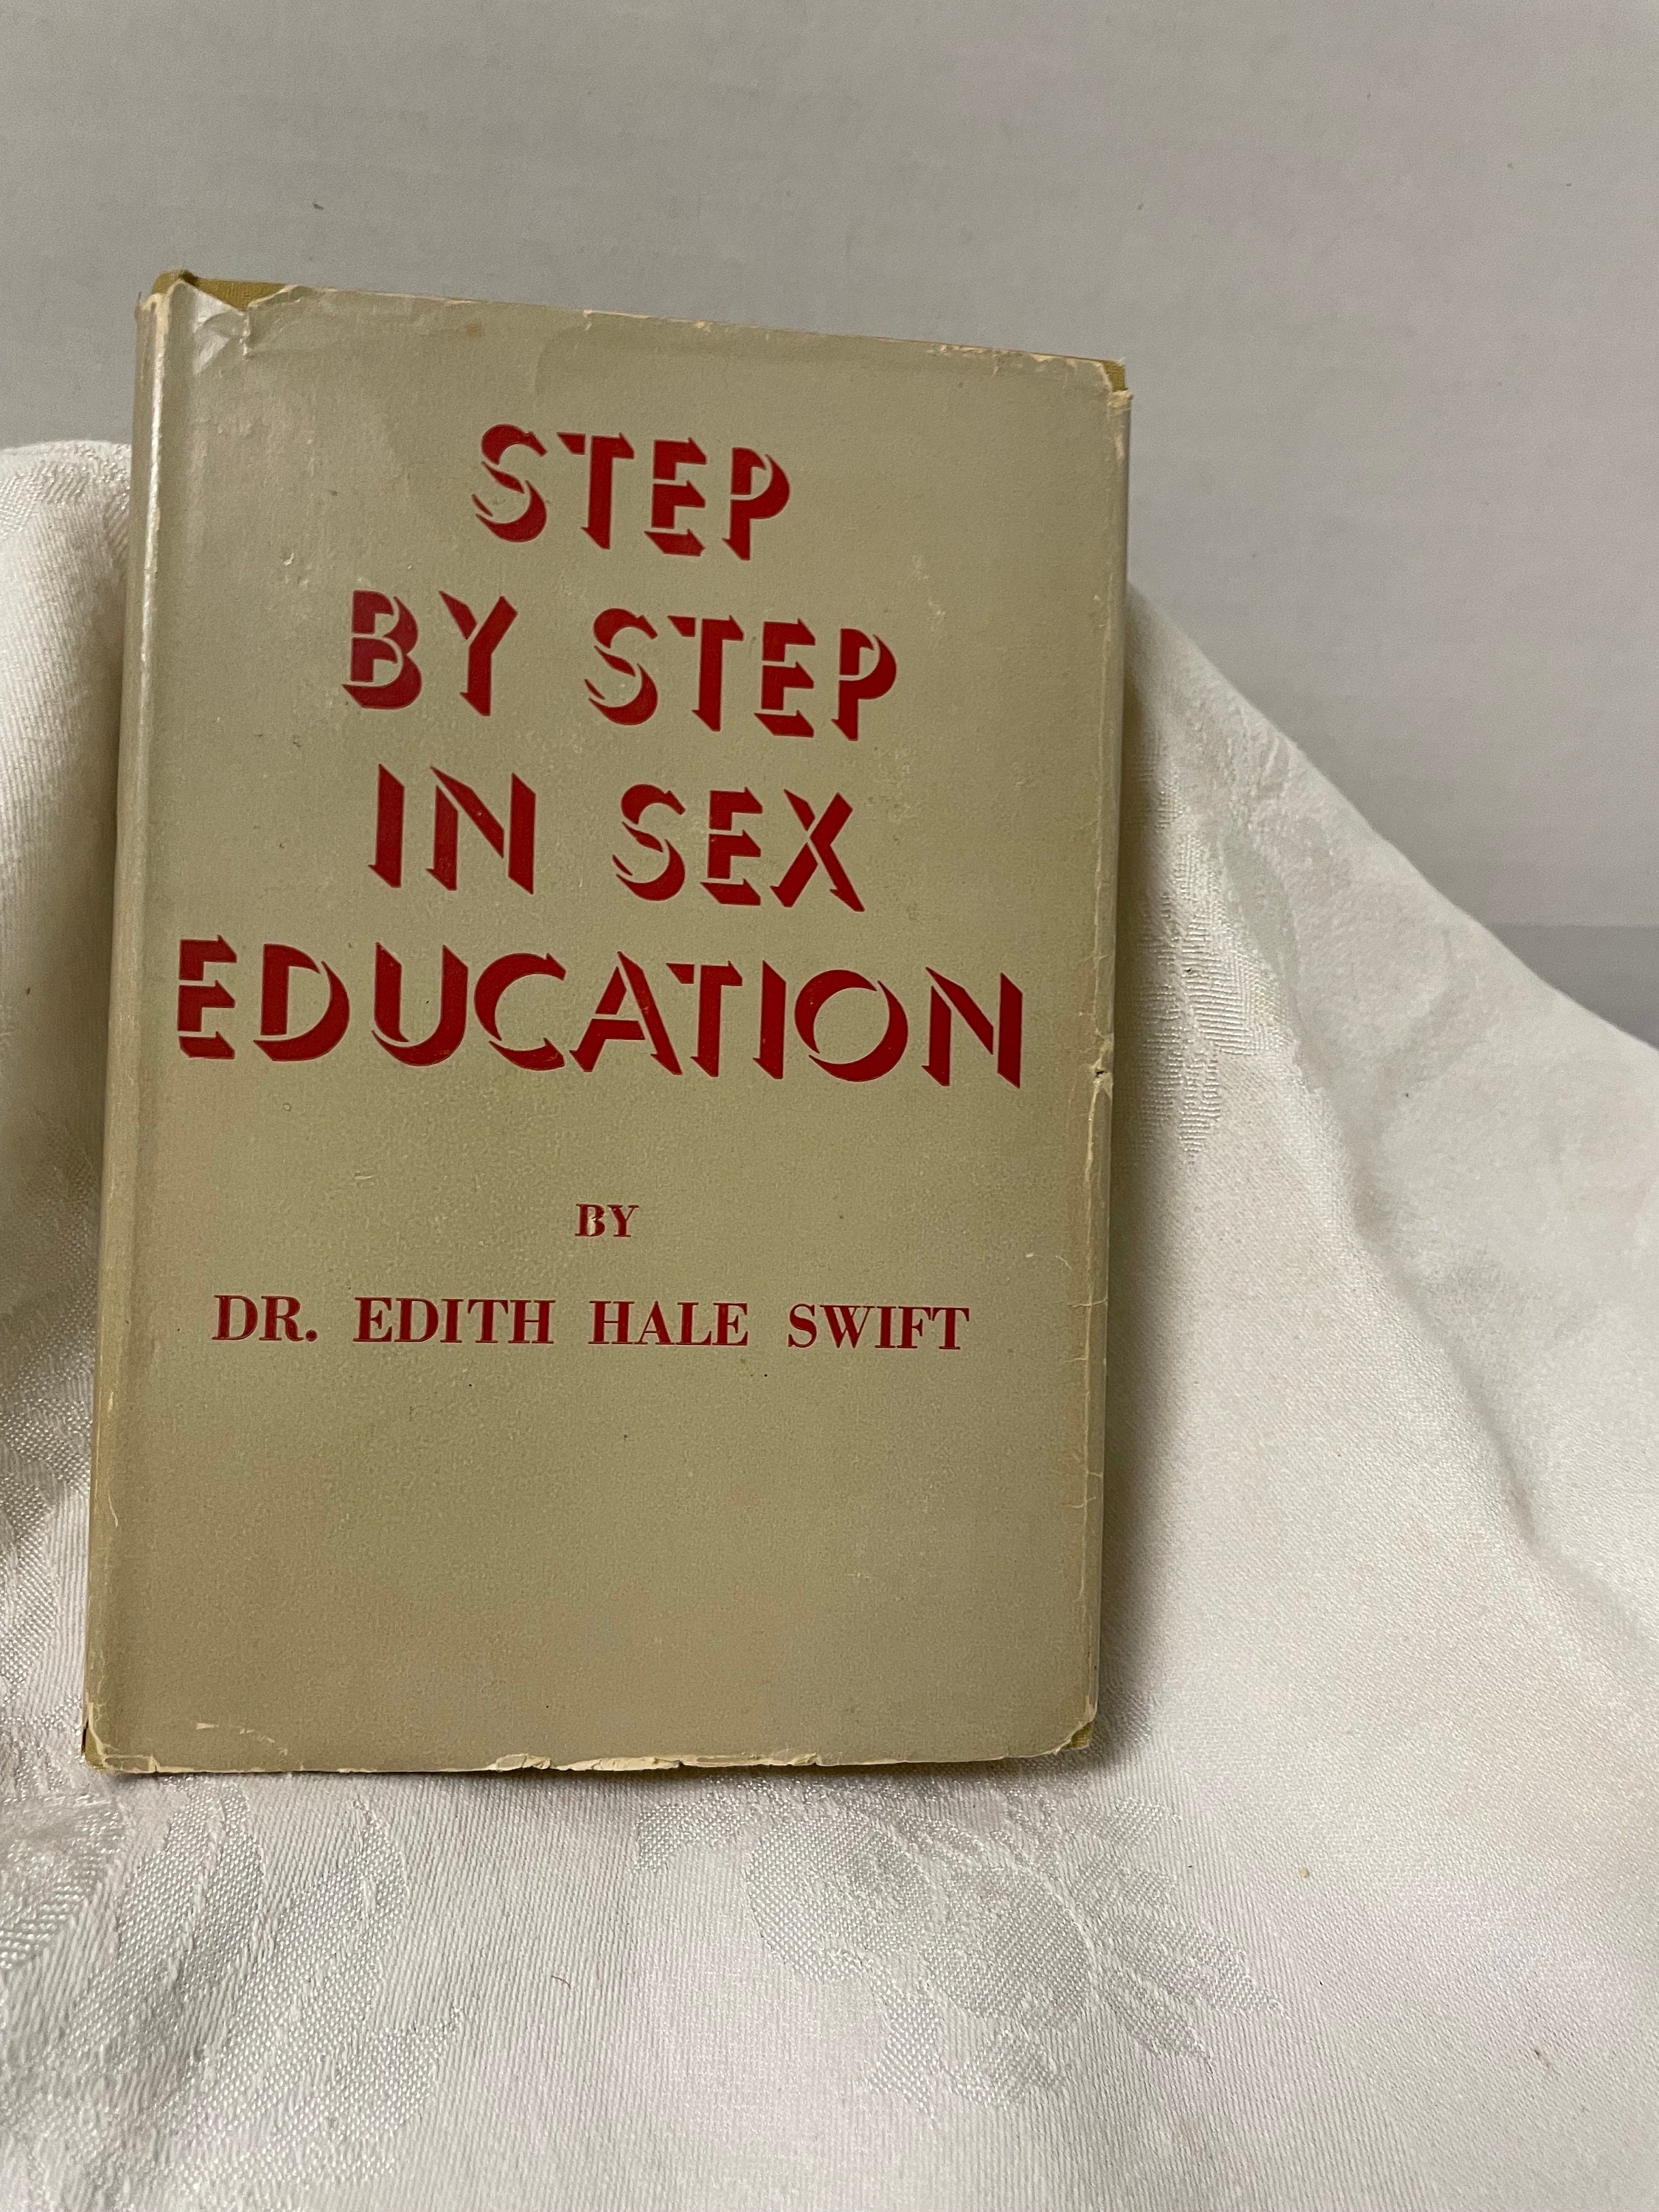 STEP
BY STEP
IN SEX
EDUCATION
BY
DR. EDITH HALE SWIFT